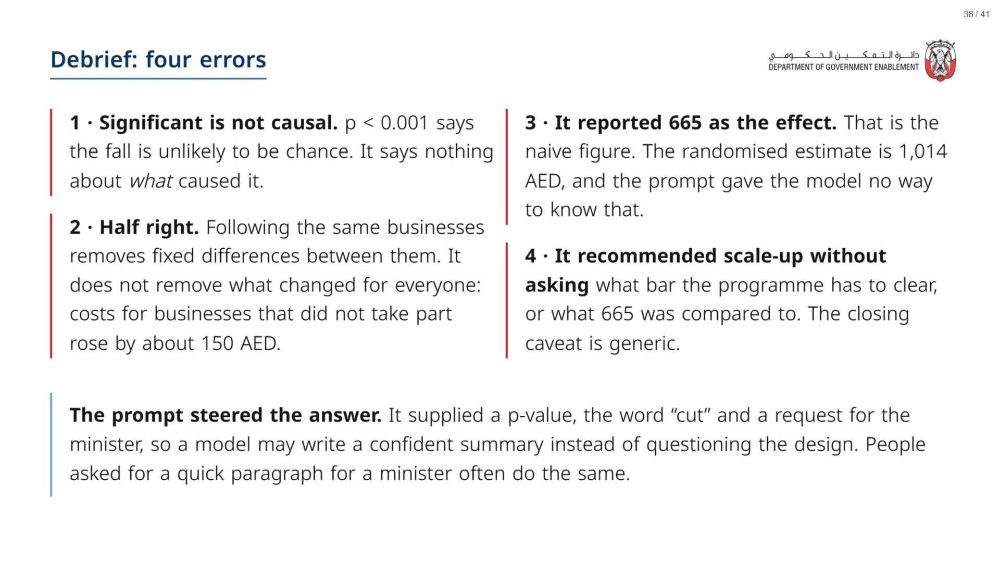 36 / 41
Debrief: four errors
دائرة التمكين الحكومي
DEPARTMENT OF GOVERNMENT ENABLEMENT
1 · Significant is not causal. p < 0.001 says
the fall is unlikely to be chance. It says nothing
about what caused it.
2 · Half right. Following the same businesses
removes fixed differences between them. It
does not remove what changed for everyone:
costs for businesses that did not take part
rose by about 150 AED.
3 · It reported 665 as the effect. That is the
naive figure. The randomised estimate is 1,014
AED, and the prompt gave the model no way
to know that.
4 · It recommended scale-up without
asking what bar the programme has to clear,
or what 665 was compared to. The closing
caveat is generic.
The prompt steered the answer. It supplied a p-value, the word “cut” and a request for the
minister, so a model may write a confident summary instead of questioning the design. People
asked for a quick paragraph for a minister often do the same.